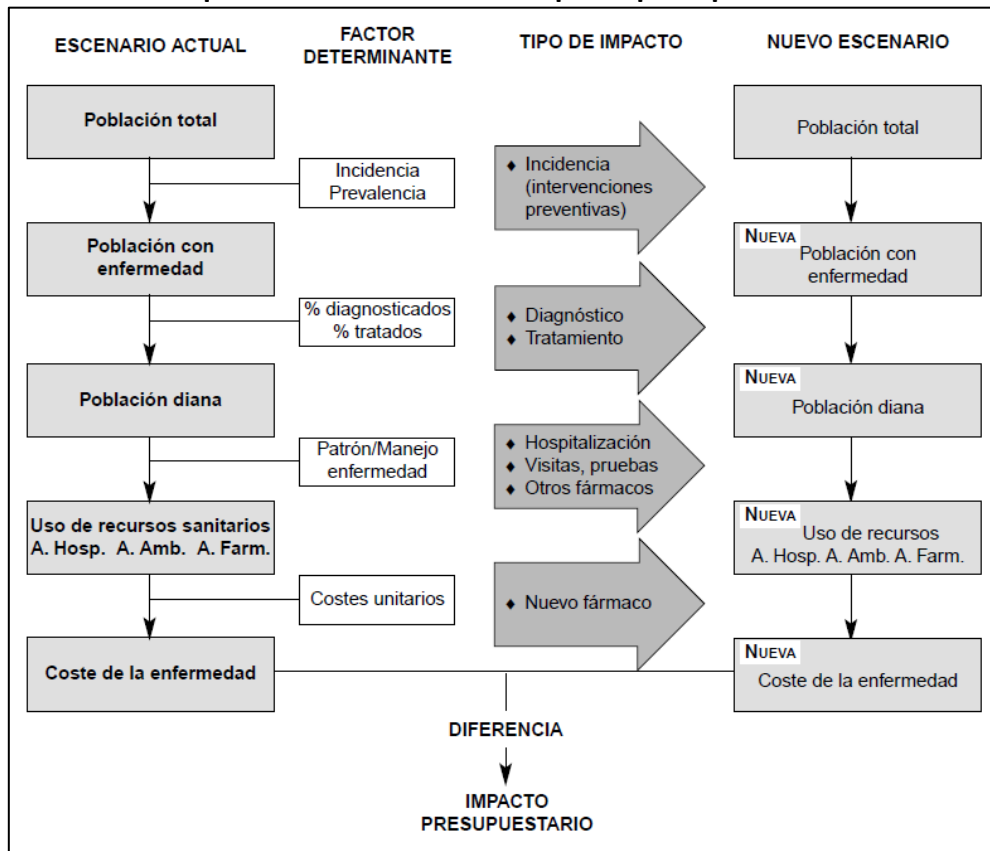 ESCENARIO ACTUAL
FACTOR
DETERMINANTE
TIPO DE IMPACTO
NUEVO ESCENARIO
Población total
Incidencia
Prevalencia
♦ Incidencia
(intervenciones
preventivas)
Población total
Población con
enfermedad
NUEVA
Población con
enfermedad
% diagnosticados
% tratados
♦ Diagnóstico
♦ Tratamiento
Población diana
NUEVA
Población diana
Patrón/Manejo
enfermedad
♦ Hospitalización
♦ Visitas, pruebas
♦ Otros fármacos
Uso de recursos sanitarios
A. Hosp. A. Amb. A. Farm.
NUEVA
Uso de recursos
A. Hosp. A. Amb. A. Farm.
Costes unitarios
♦ Nuevo fármaco
Coste de la enfermedad
NUEVA
Coste de la enfermedad
DIFERENCIA
IMPACTO
PRESUPUESTARIO